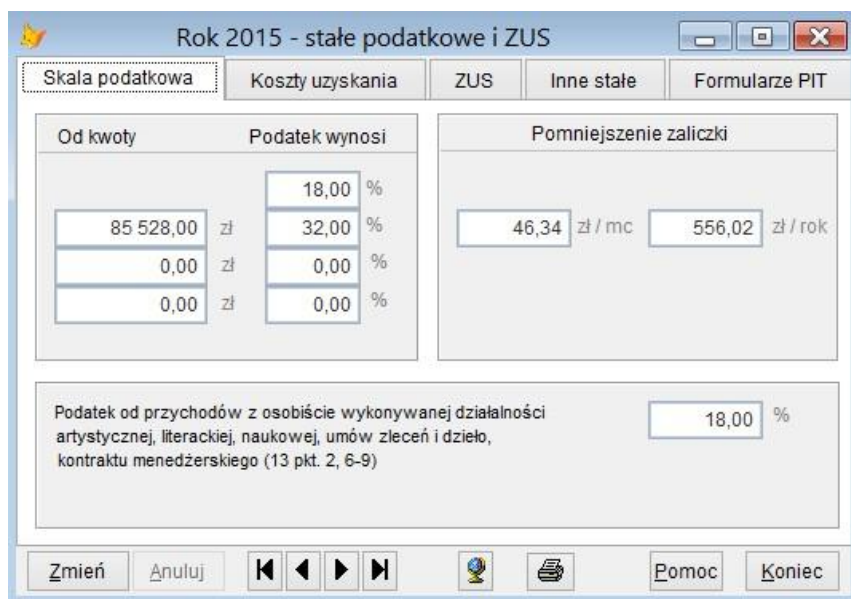 Rok 2015 - stałe podatkowe i ZUS
Skala podatkowa Koszty uzyskania ZUS Inne stałe Formularze PIT
Od kwoty Podatek wynosi
18,00 %
85 528,00 zł 32,00 %
0,00 zł 0,00 %
0,00 zł 0,00 %
Pomniejszenie zaliczki
46,34 zł / mc 556,02 zł / rok
Podatek od przychodów z osobiście wykonywanej działalności
artystycznej, literackiej, naukowej, umów zleceń i dzieło,
kontraktu menedżerskiego (13 pkt. 2, 6-9)
18,00 %
Zmień Anuluj Pomoc Koniec